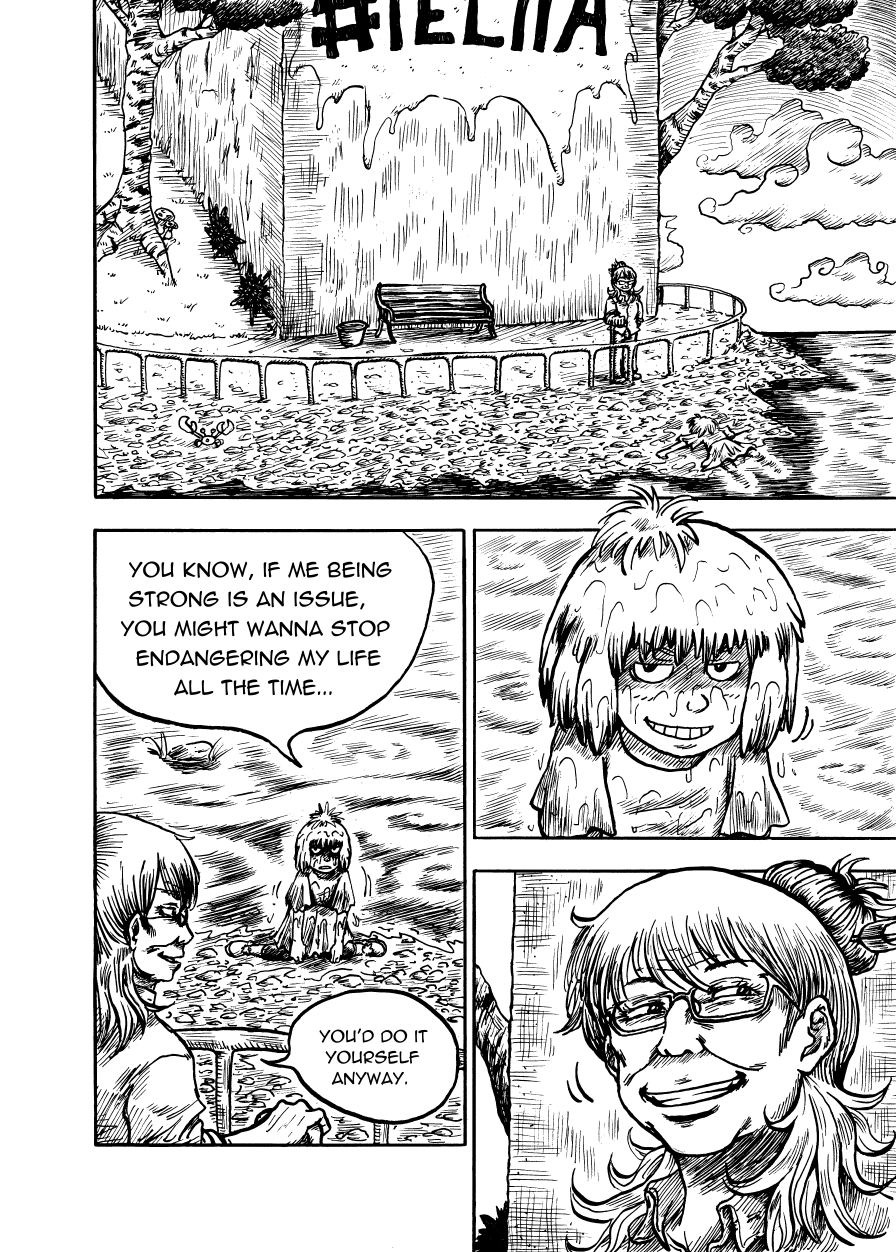 YOU KNOW, IF ME BEING
STRONG IS AN ISSUE,
YOU MIGHT WANNA STOP
ENDANGERING MY LIFE
ALL THE TIME...
YOU'D DO IT
YOURSELF
ANYWAY.